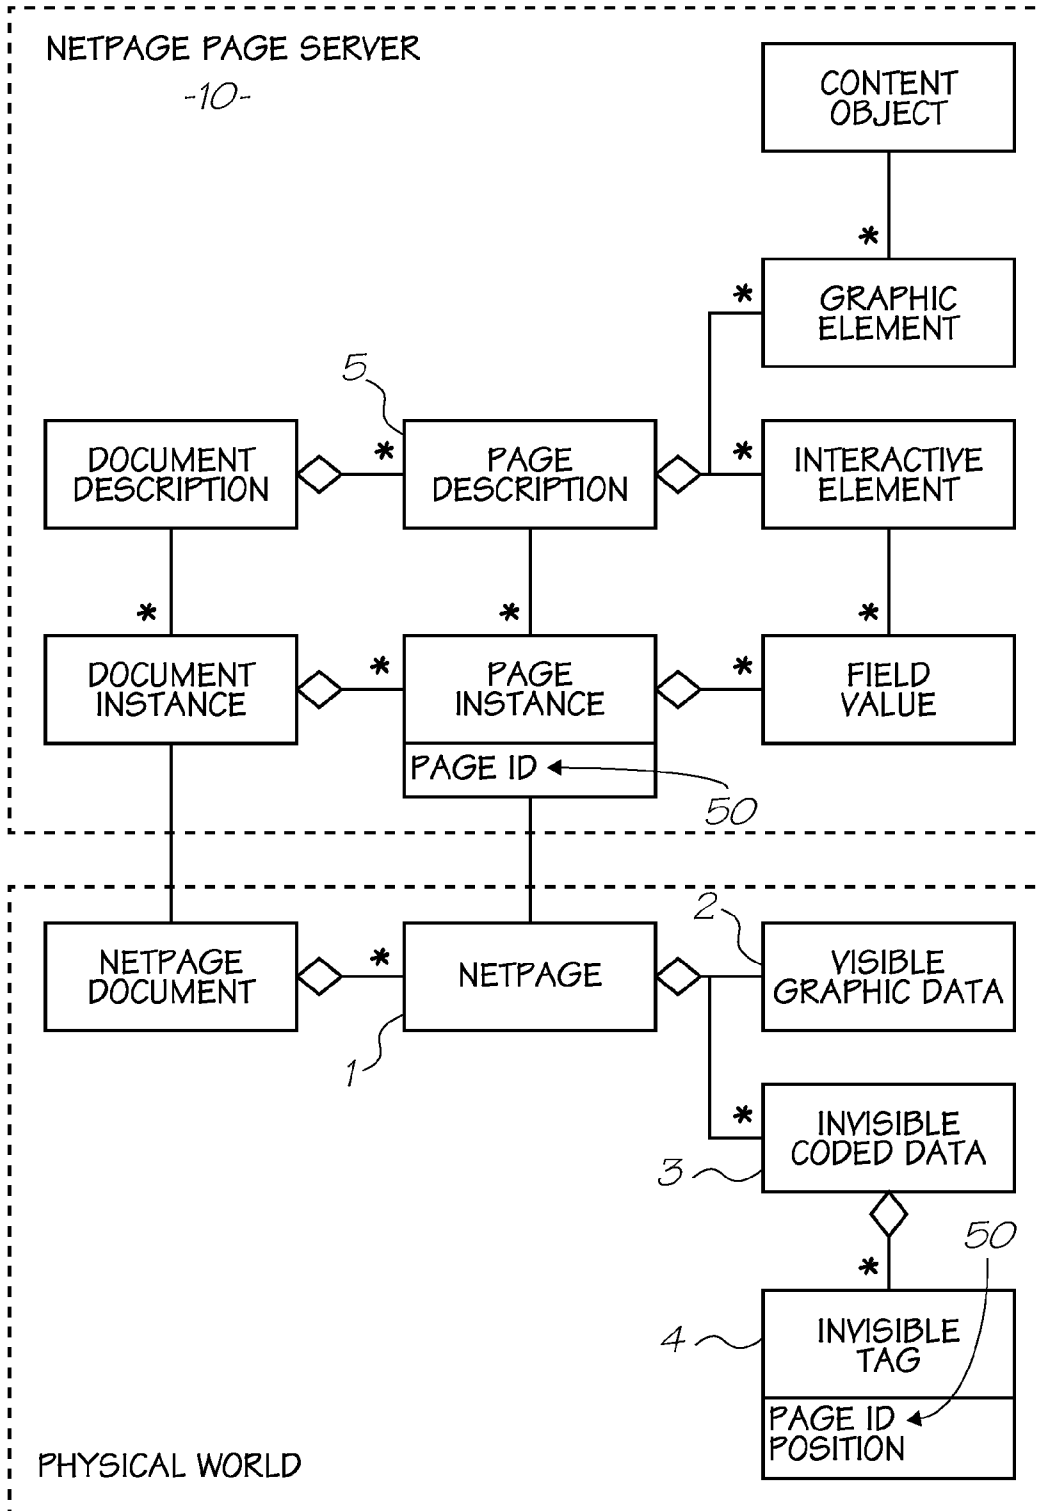 NETPAGE PAGE SERVER
-10-
CONTENT
OBJECT
*
GRAPHIC
ELEMENT
*
5
DOCUMENT
DESCRIPTION
*
PAGE
DESCRIPTION
*
INTERACTIVE
ELEMENT
*
*
*
DOCUMENT
INSTANCE
*
PAGE
INSTANCE
*
FIELD
VALUE
PAGE ID
50
2
NETPAGE
DOCUMENT
*
NETPAGE
VISIBLE
GRAPHIC DATA
1
*
INVISIBLE
CODED DATA
3
50
*
4
INVISIBLE
TAG
PAGE ID
POSITION
PHYSICAL WORLD